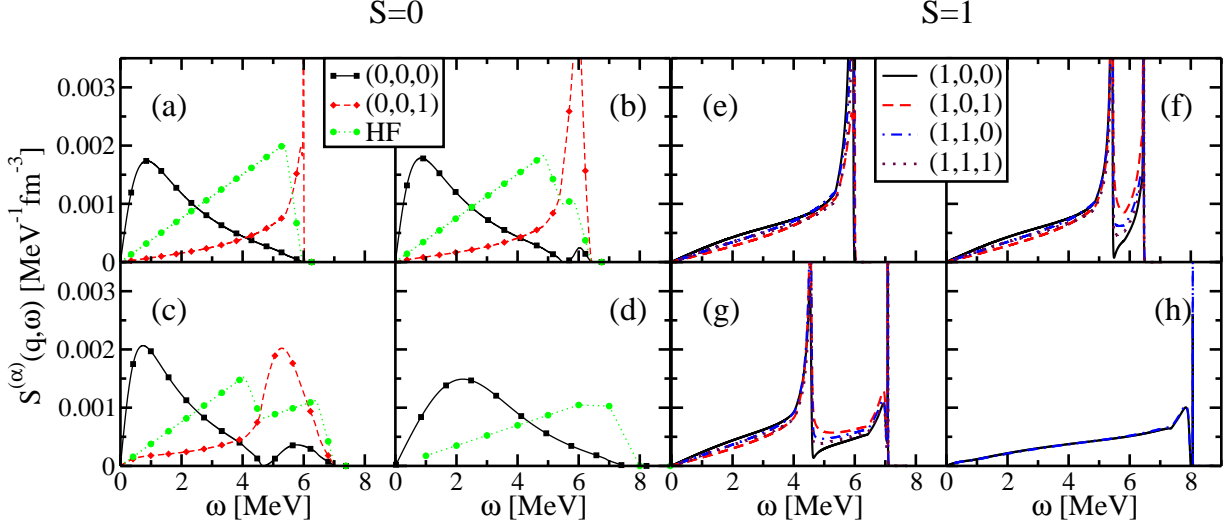 S=0
S=1
S^(α)(q,ω) [MeV^-1 fm^-3]
0.003
0.002
0.001
0
0.003
0.002
0.001
0
(a)
(0,0,0)
(0,0,1)
HF
(b)
(e)
(1,0,0)
(1,0,1)
(1,1,0)
(1,1,1)
(f)
(c)
(d)
(g)
(h)
0 2 4 6 8 0 2 4 6 8 0 2 4 6 8 0 2 4 6 8
ω [MeV] ω [MeV] ω [MeV] ω [MeV]